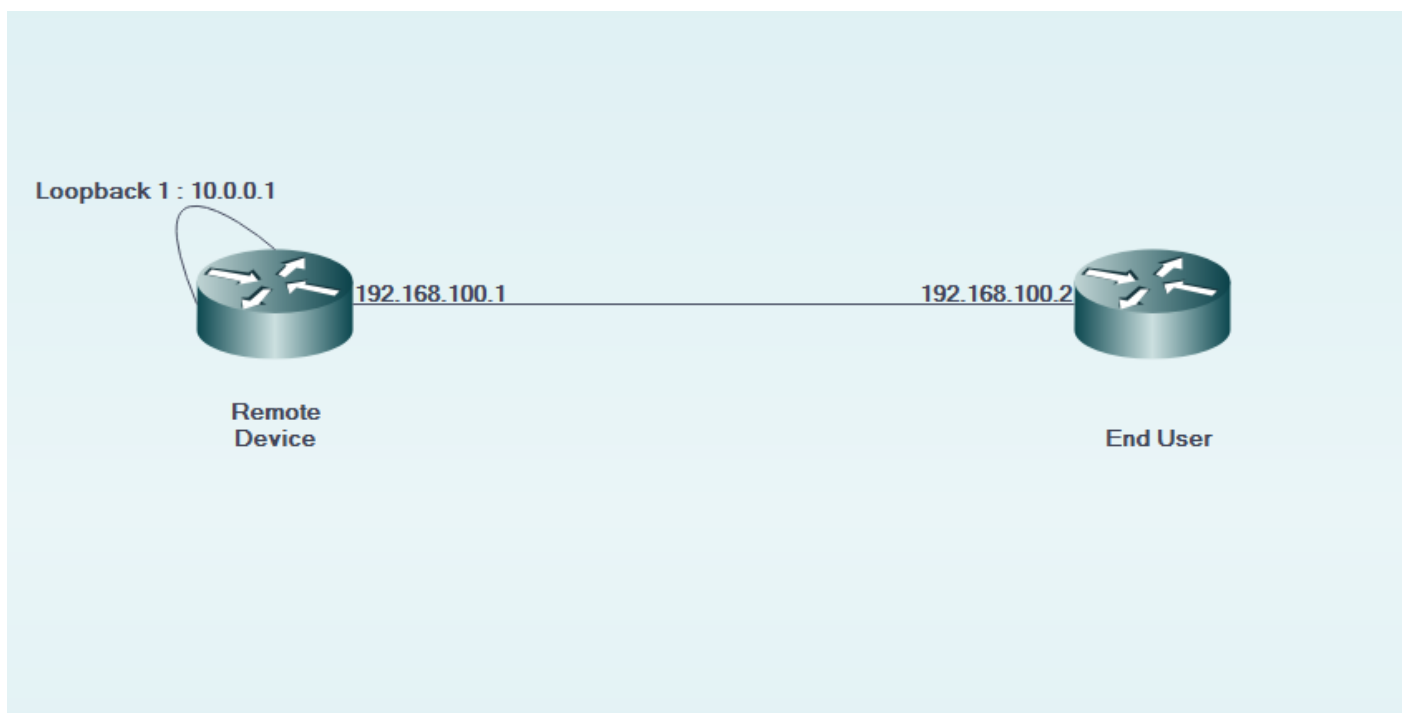 Loopback 1 : 10.0.0.1
192.168.100.1
192.168.100.2
Remote
Device
End User